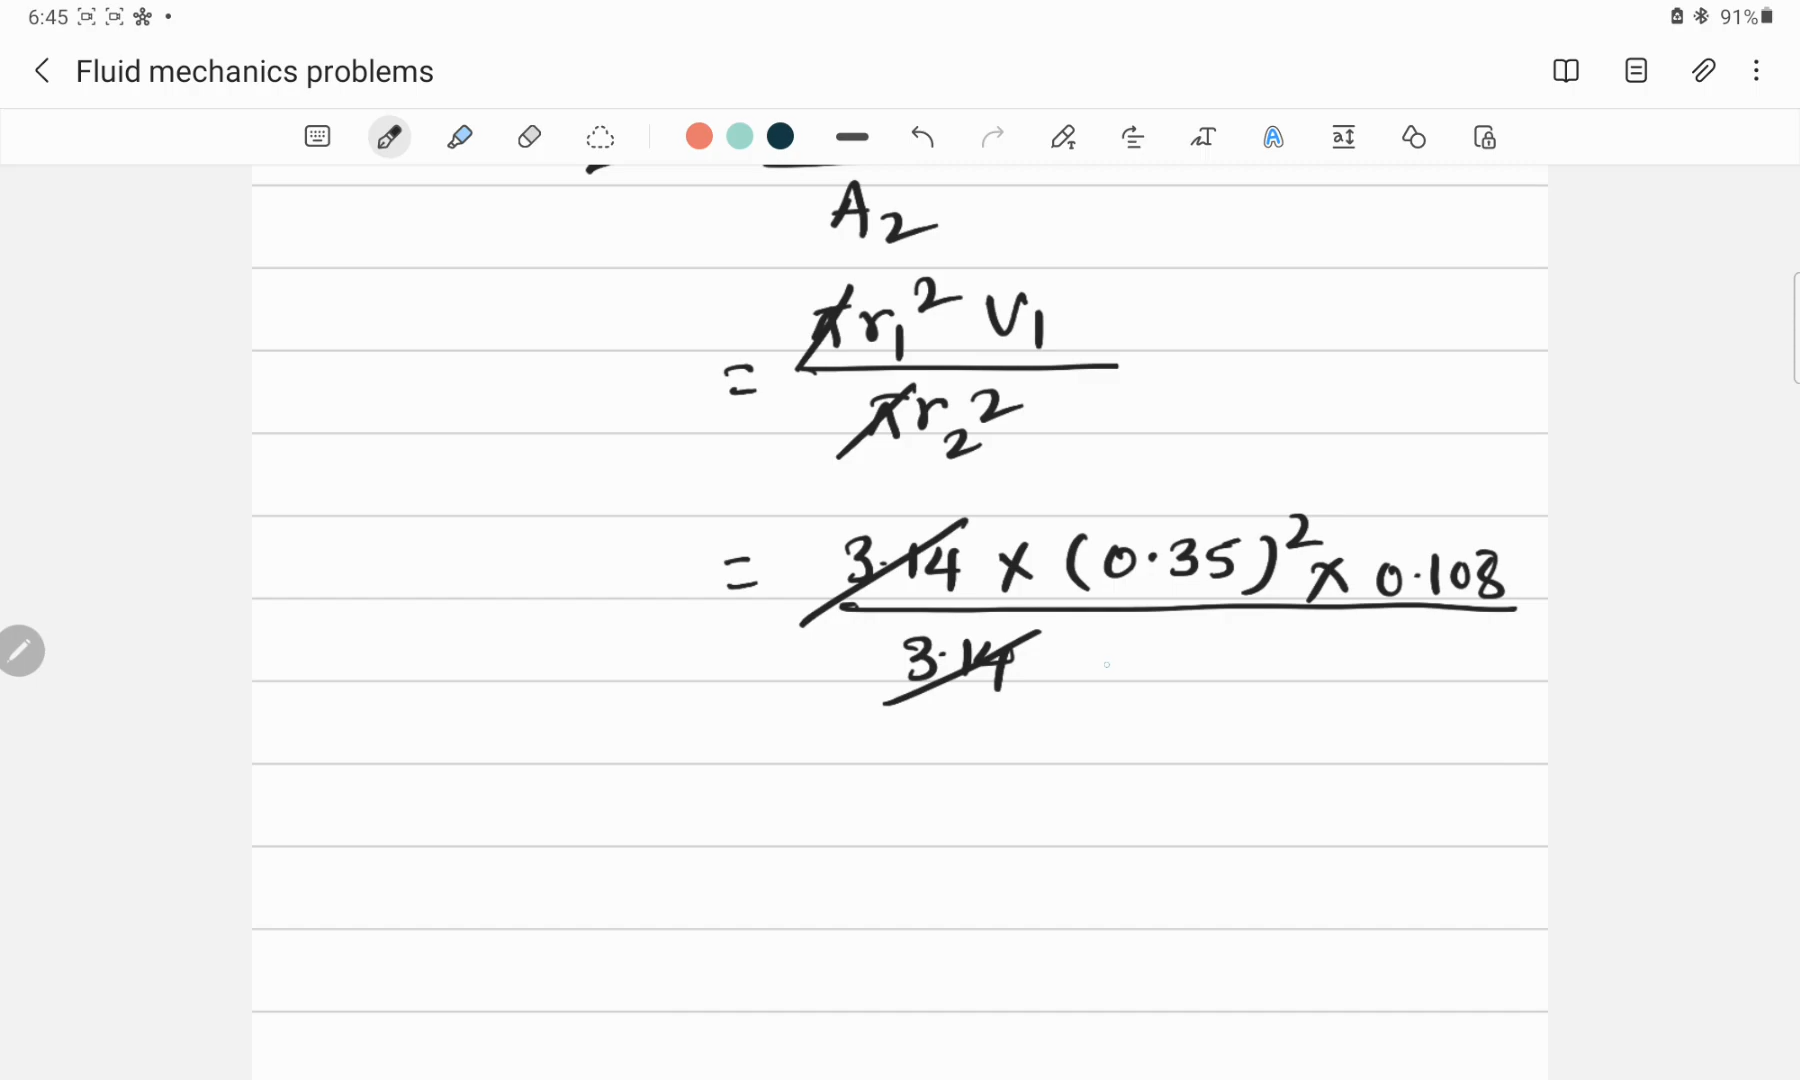 6:45 91%
Fluid mechanics problems
A2
= πr1² V1
πr2²
= 3.14 × (0.35)² × 0.108
3.14